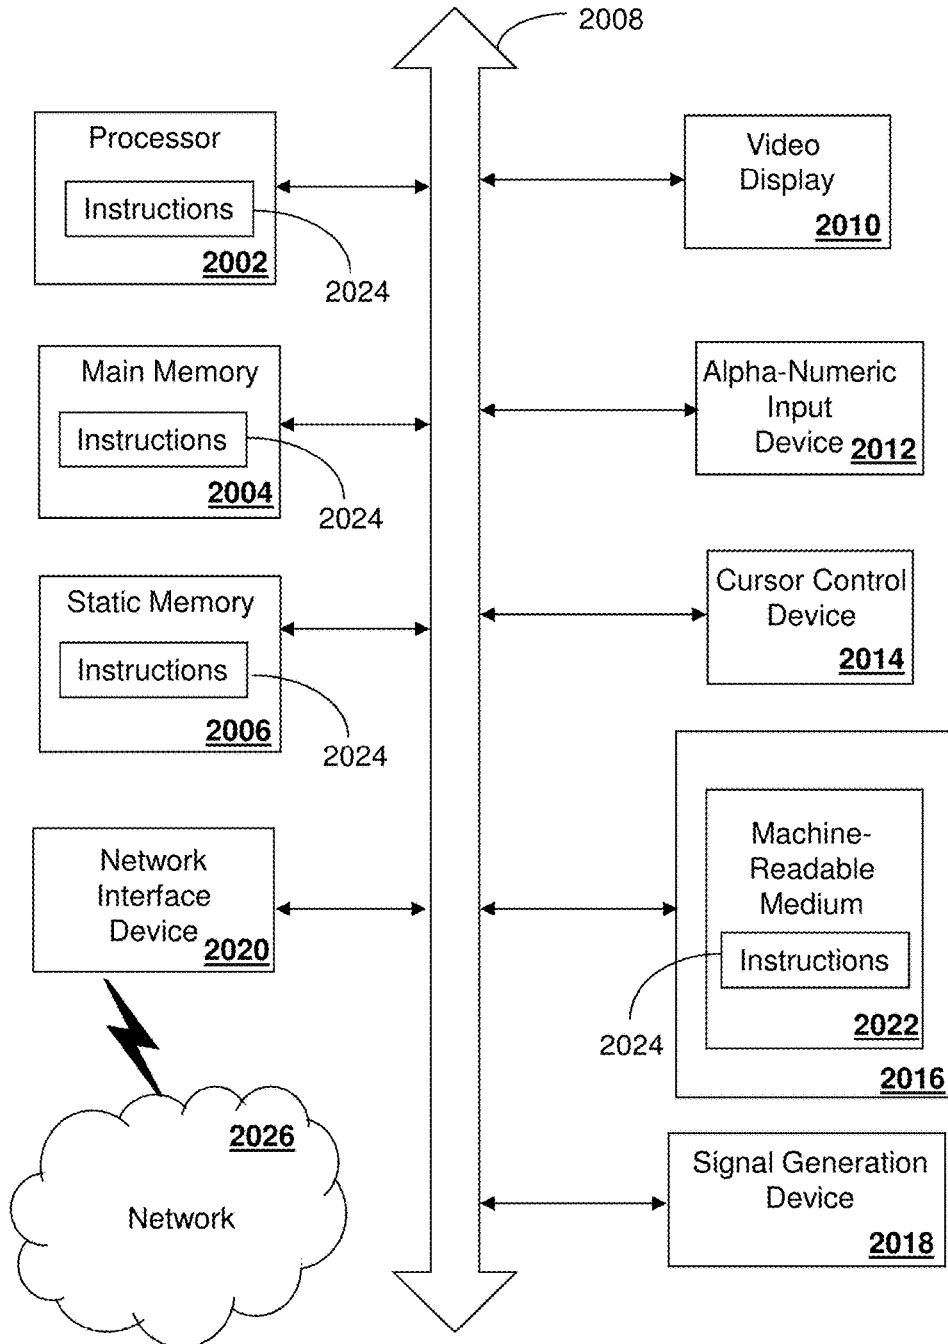 2008
Processor
Instructions
2002
2024
Main Memory
Instructions
2004
2024
Static Memory
Instructions
2006
2024
Network
Interface
Device
2020
2026
Network
Video
Display
2010
Alpha-Numeric
Input
Device
2012
Cursor Control
Device
2014
Machine-
Readable
Medium
Instructions
2022
2024
2016
Signal Generation
Device
2018